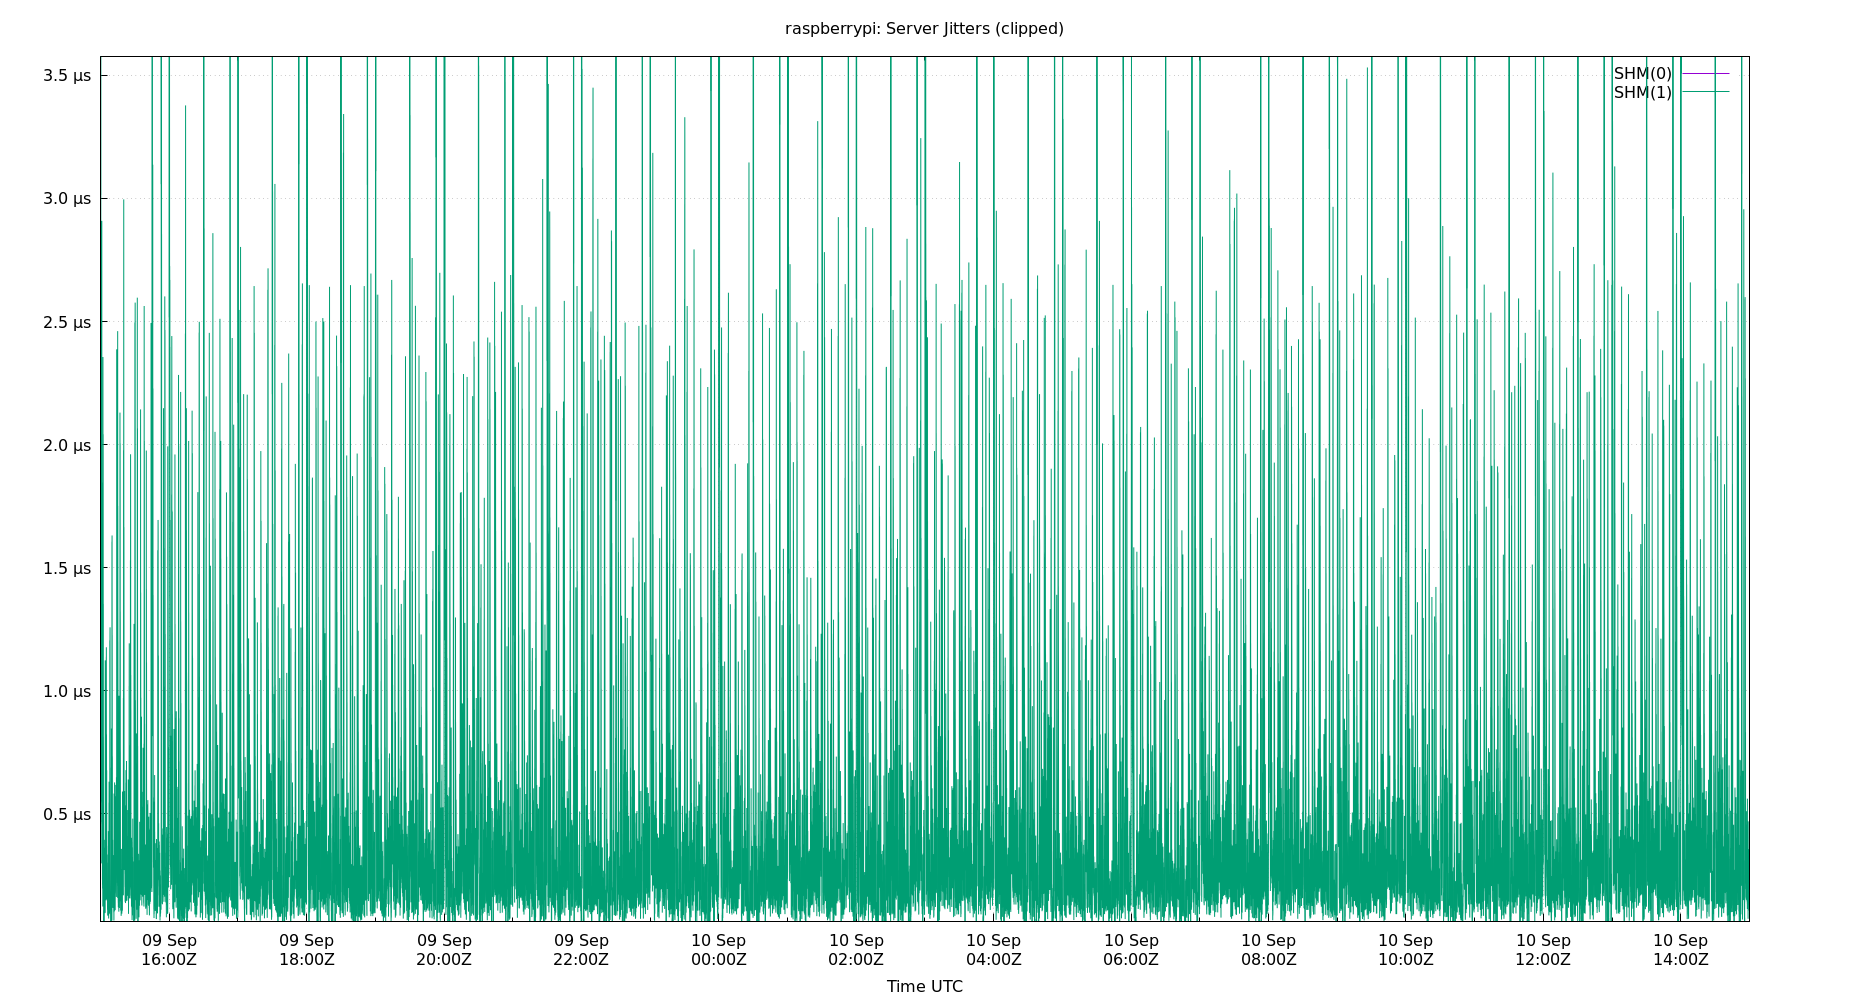 raspberrypi: Server Jitters (clipped)
SHM(0)
SHM(1)
3.5 µs
3.0 µs
2.5 µs
2.0 µs
1.5 µs
1.0 µs
0.5 µs
09 Sep 09 Sep 09 Sep 09 Sep 10 Sep 10 Sep 10 Sep 10 Sep 10 Sep 10 Sep 10 Sep 10 Sep
16:00Z 18:00Z 20:00Z 22:00Z 00:00Z 02:00Z 04:00Z 06:00Z 08:00Z 10:00Z 12:00Z 14:00Z
Time UTC